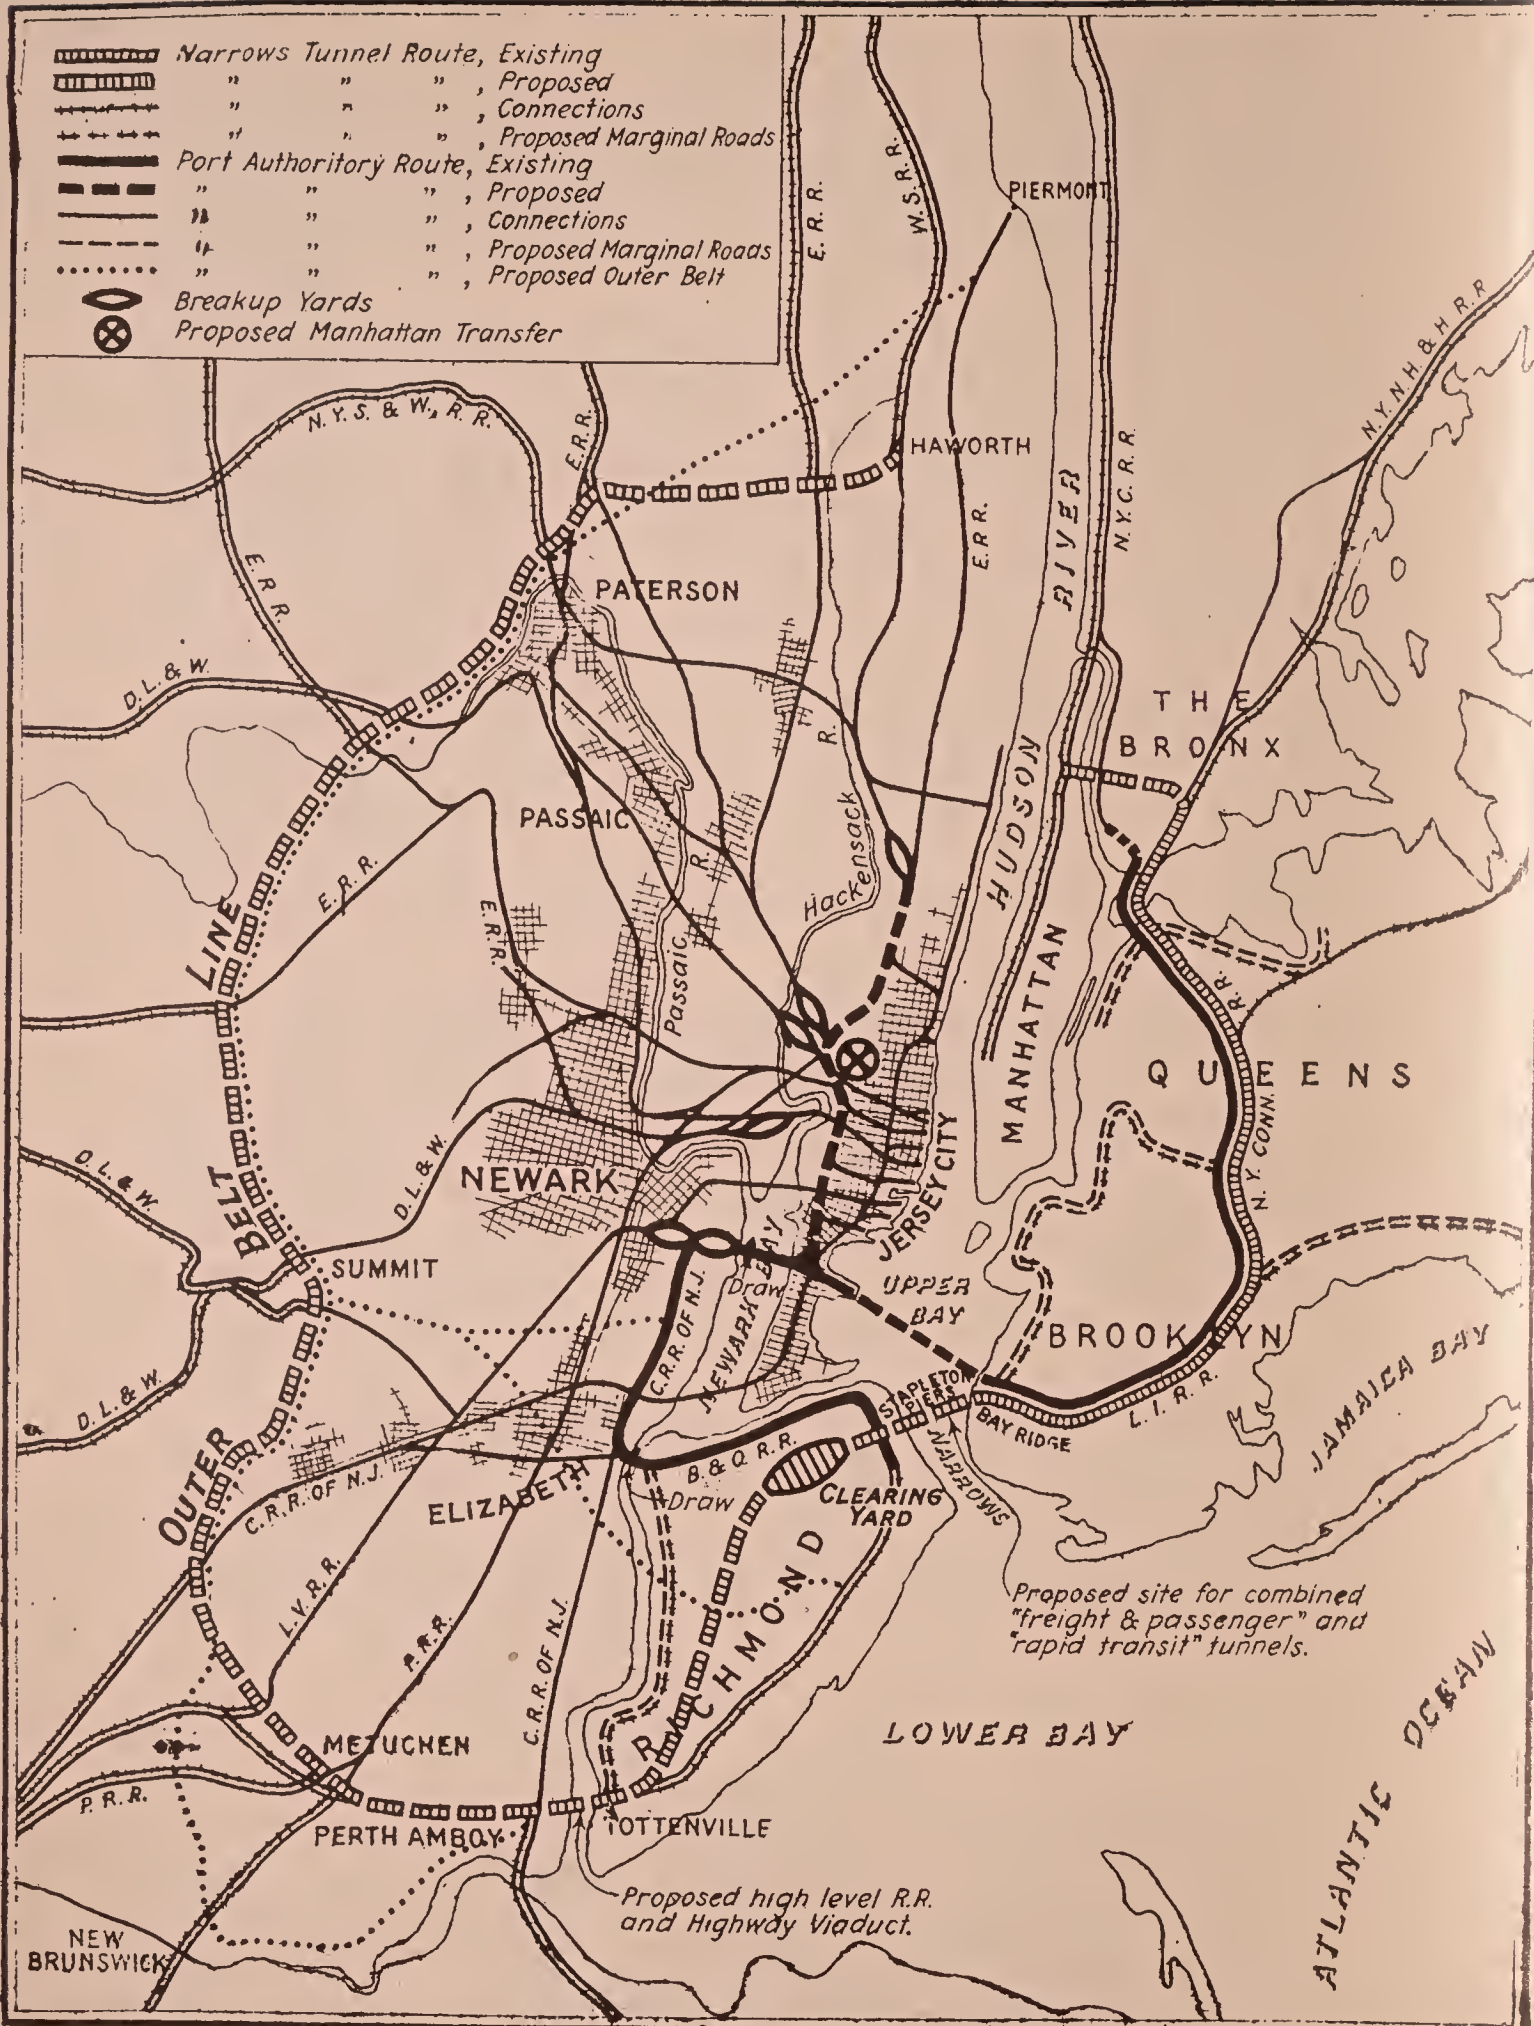 Narrows Tunnel Route, Existing
" " " , Proposed
" " " , Connections
" " " , Proposed Marginal Roads
Port Authoritory Route, Existing
" " " , Proposed
" " " , Connections
" " " , Proposed Marginal Roads
" " " , Proposed Outer Belt
Breakup Yards
Proposed Manhattan Transfer
E.R.R.
W.S.R.R.
PIERMONT
N.Y.N.H.&H.R.R
N.Y.S.&W. R.R.
E.R.R.
HAWORTH
E.R.R.
N.Y.C.R.R.
HUDSON RIVER
E.R.R.
PATERSON
D.L.&W.
THE
BRONX
R.
Hackensack
PASSAIC
R.
Passaic
E.R.R.
E.R.R.
OUTER BELT LINE
MANHATTAN
R.R.
QUEENS
N.Y. CONN.
D.L.&W.
D.L.&W.
NEWARK
JERSEY CITY
SUMMIT
Draw
NEWARK BAY
UPPER
BAY
BROOKLYN
JAMAICA BAY
C.R.R. OF N.J.
D.L.&W.
STAPLETON
PIERS
BAY RIDGE
L.I.R.R.
NARROWS
B.&O.R.R.
C.R.R. OF N.J.
ELIZABETH
Draw
CLEARING
YARD
L.V.R.R.
P.R.R.
C.R.R. OF N.J.
RICHMOND
Proposed site for combined
"freight & passenger" and
"rapid transit" tunnels.
LOWER BAY
ATLANTIC OCEAN
METUCHEN
P.R.R.
PERTH AMBOY
TOTTENVILLE
Proposed high level R.R.
and Highway Viaduct.
NEW
BRUNSWICK